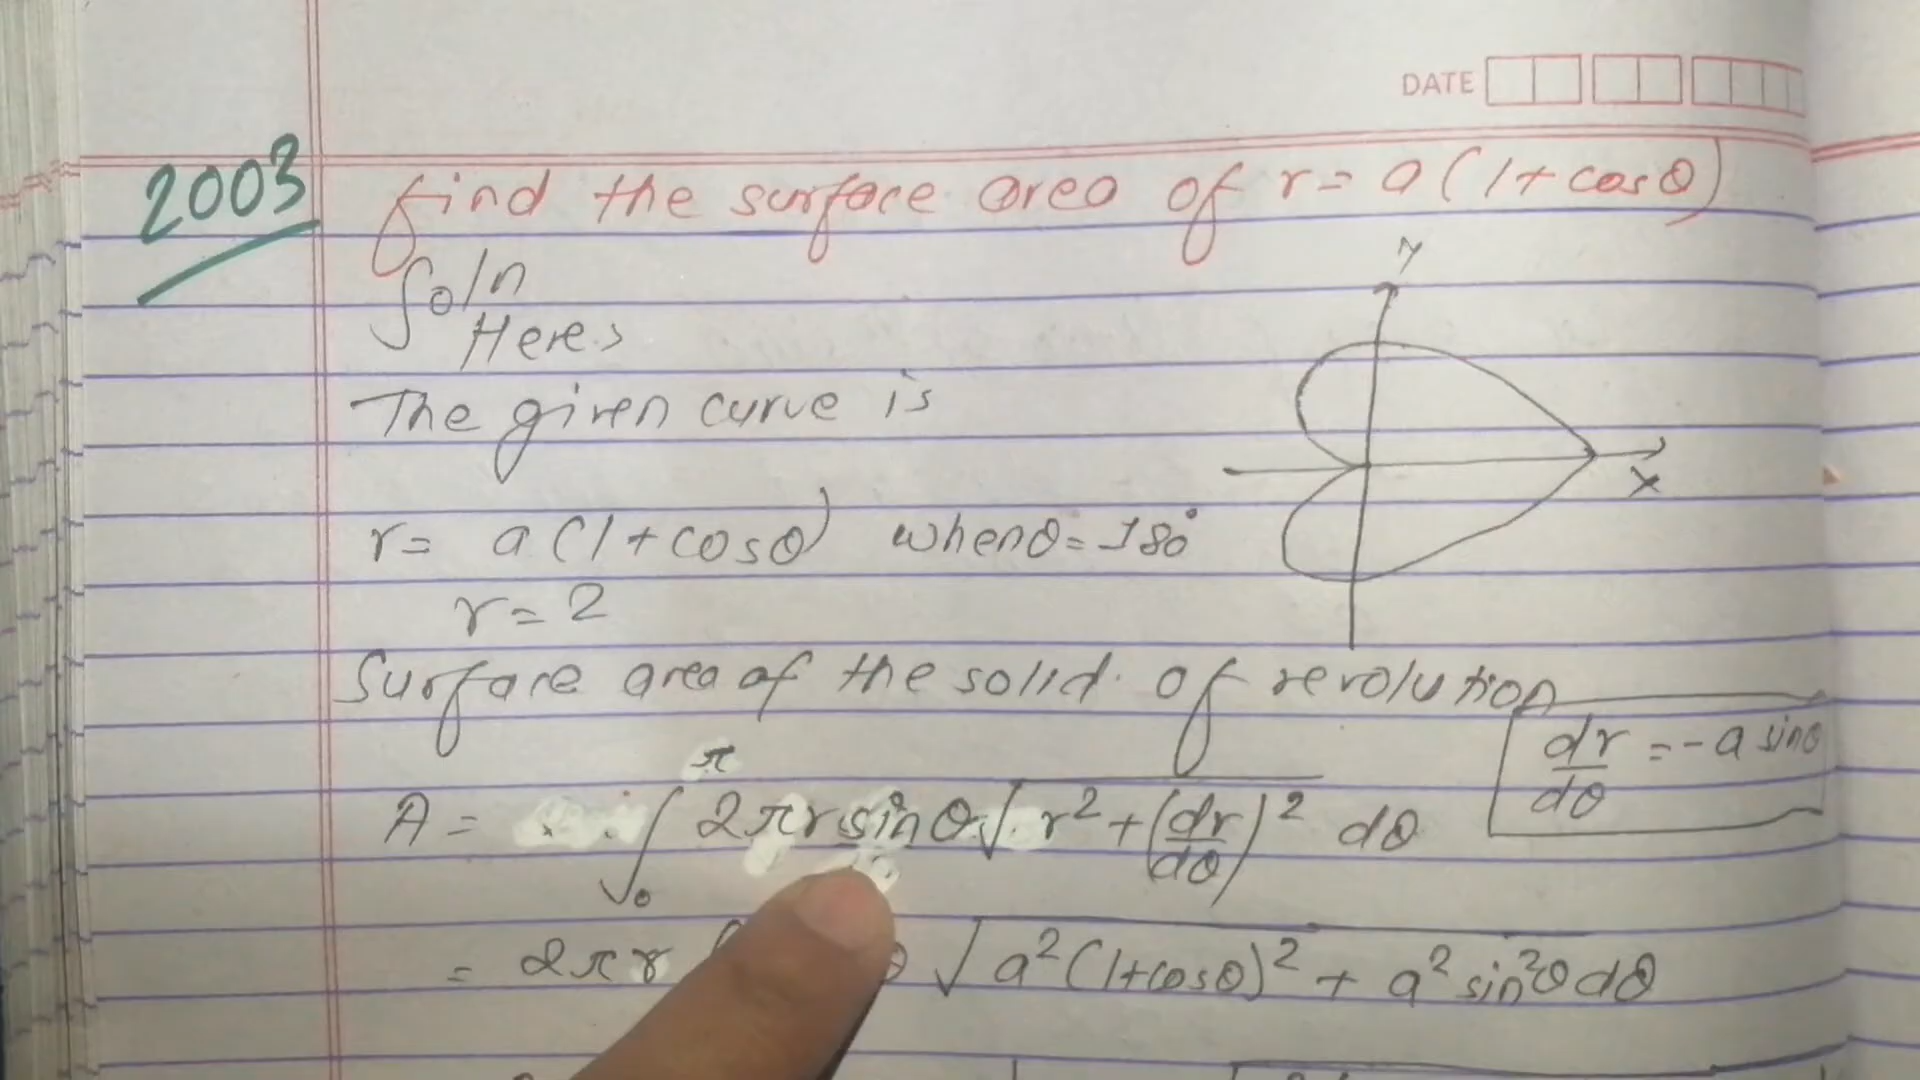 DATE
2003 find the surface area of r = a (1 + cosθ)
Soln
Here,
The given curve is
r = a (1 + cosθ) when θ = 180°
r = 2
Surface area of the solid of revolution
A = ∫₀^π 2πr sinθ √(r² + (dr/dθ)²) dθ
dr/dθ = -a sinθ
= 2πr θ √(a²(1+cosθ)² + a² sin²θ) dθ
y
x